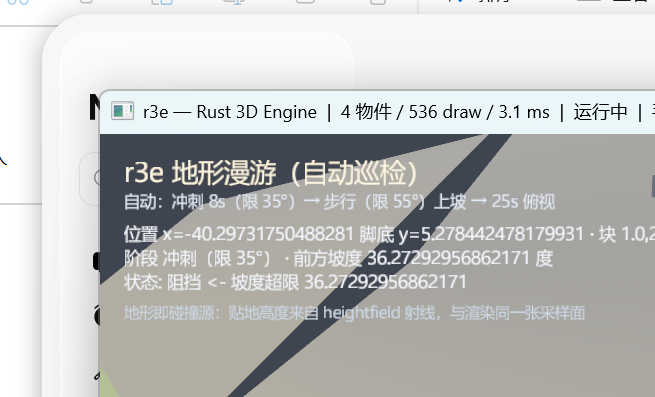 r3e — Rust 3D Engine | 4 物件 / 536 draw / 3.1 ms | 运行中 |
r3e 地形漫游（自动巡检）
自动：冲刺 8s（限 35°）→ 步行（限 55°）上坡 → 25s 俯视
位置 x=-40.29731750488281 脚底 y=5.278442478179931 · 块 1.0,2
阶段 冲刺（限 35°） · 前方坡度 36.27292956862171 度
状态: 阻挡 <- 坡度超限 36.27292956862171
地形即碰撞源：贴地高度来自 heightfield 射线，与渲染同一张采样面